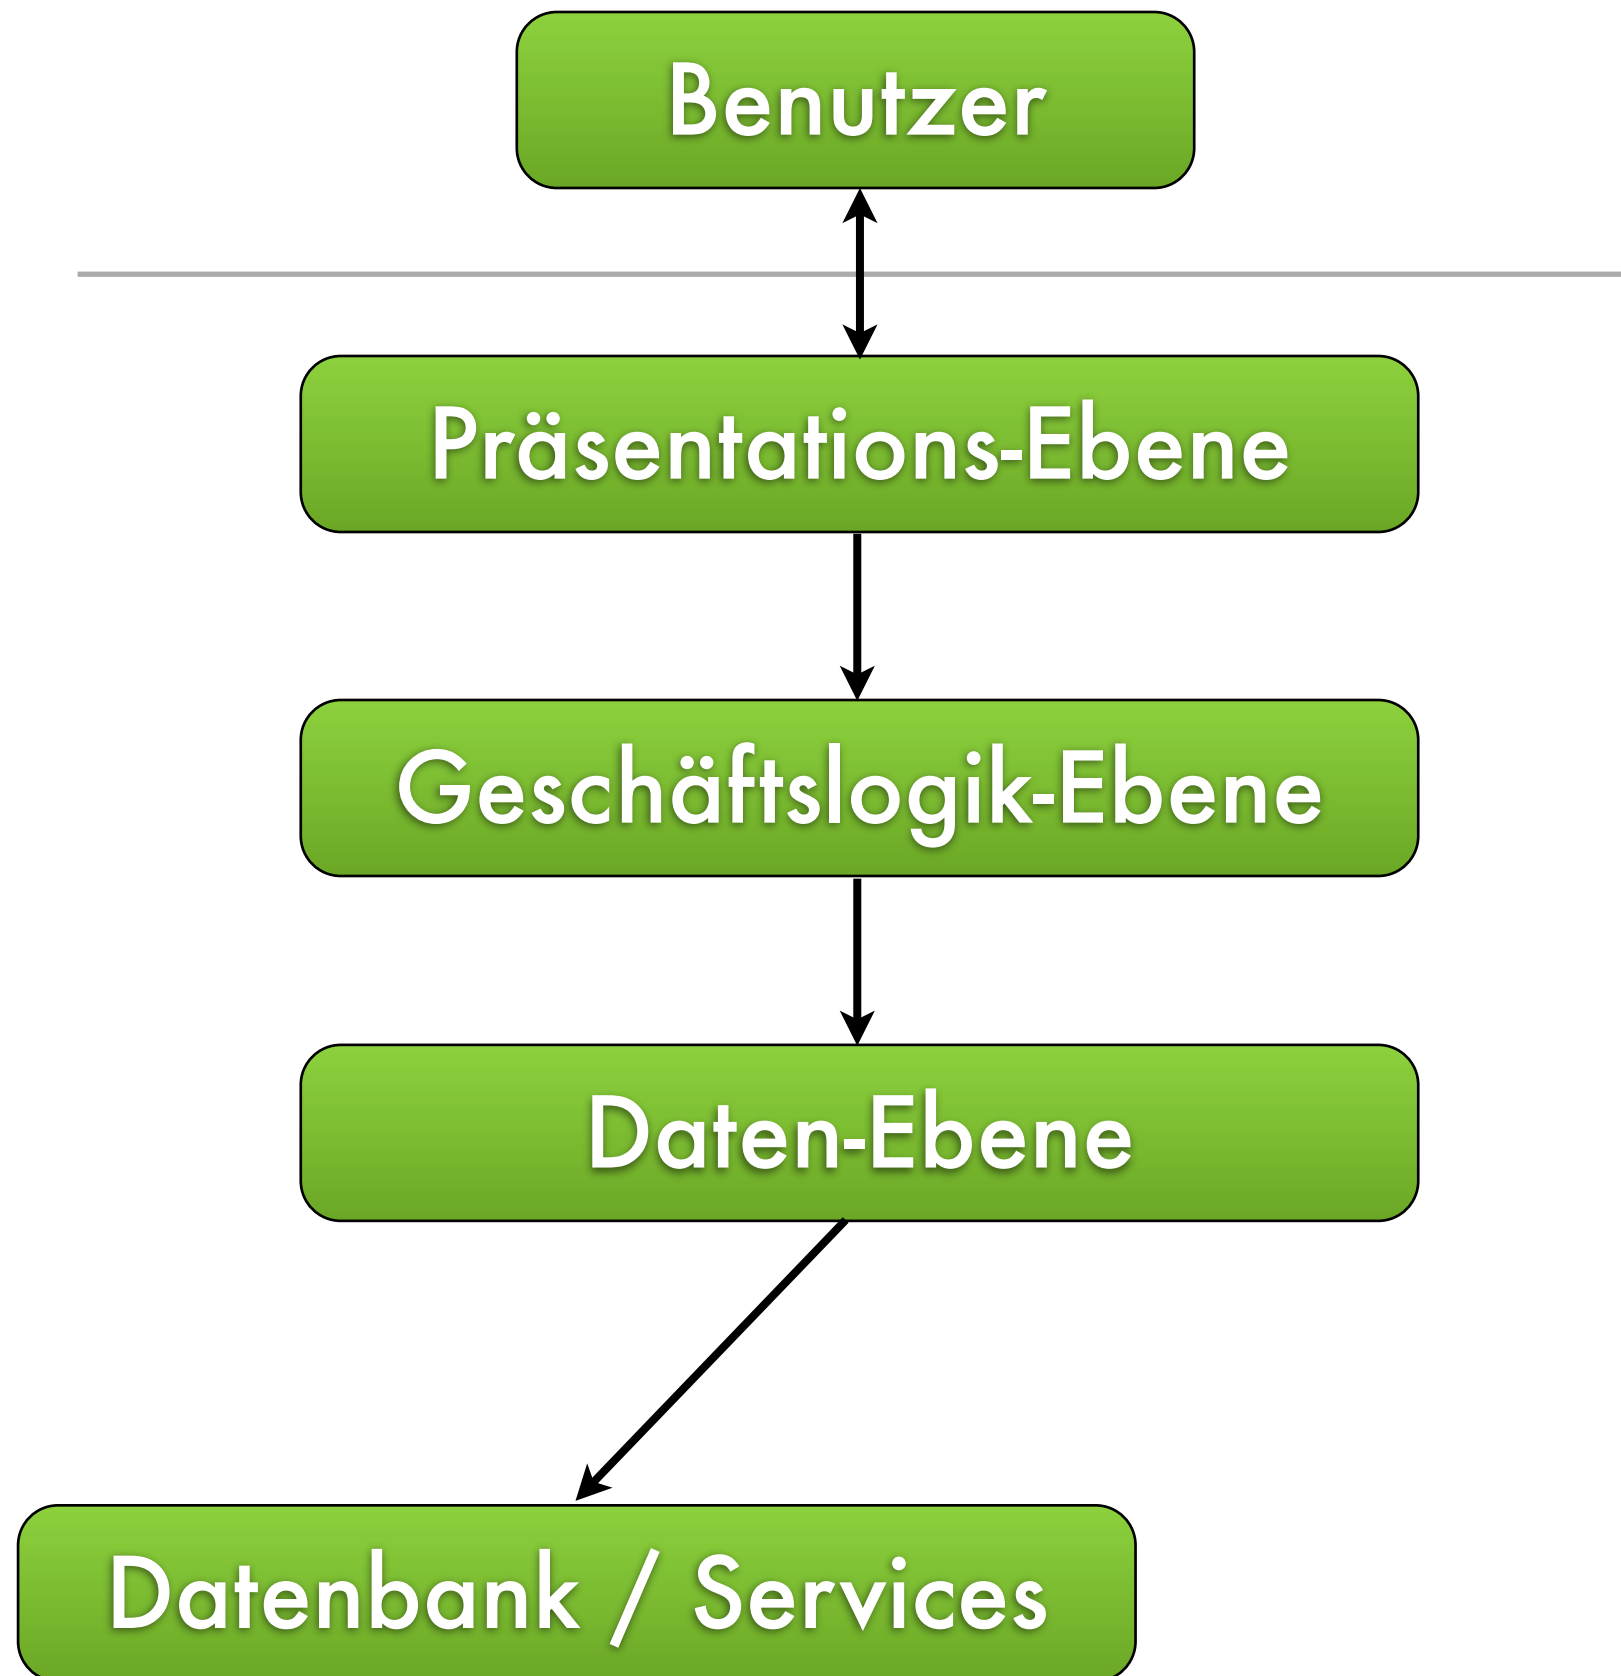 Benutzer
Präsentations-Ebene
Geschäftslogik-Ebene
Daten-Ebene
Datenbank / Services